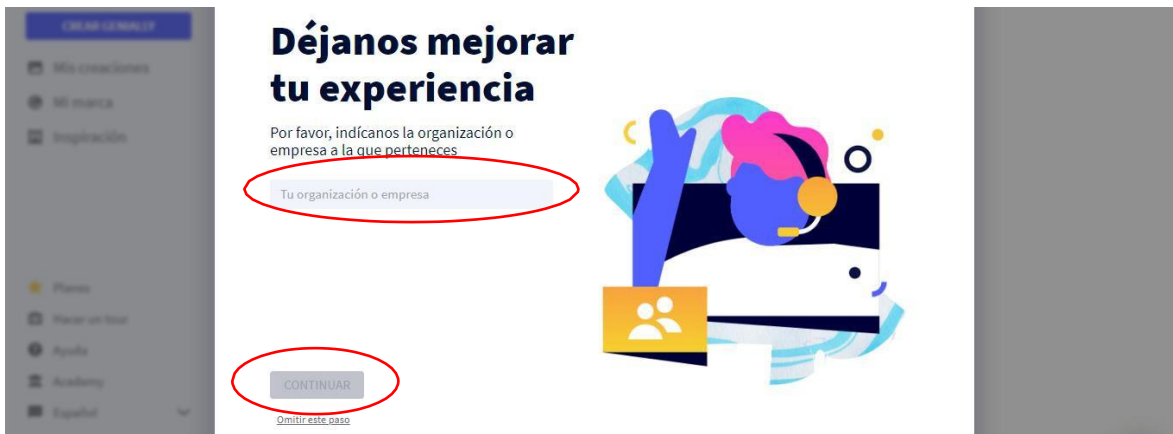 CREAR GENIALLY
Mis creaciones
Mi marca
Inspiración
Planes
Hacer un tour
Ayuda
Academy
Español
Déjanos mejorar
tu experiencia
Por favor, indícanos la organización o
empresa a la que perteneces
Tu organización o empresa
CONTINUAR
Omitir este paso